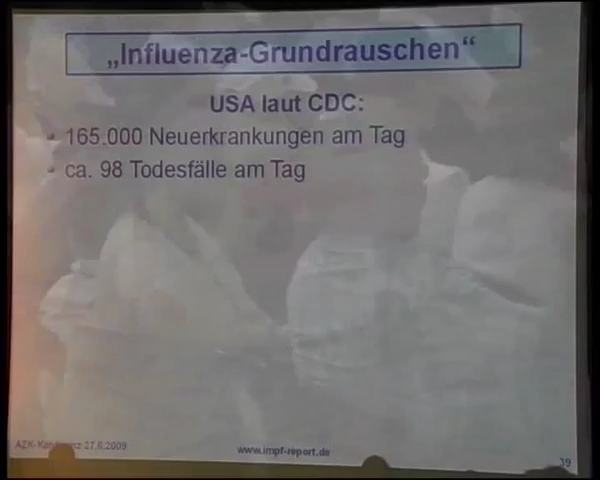 „Influenza-Grundrauschen“
USA laut CDC:
- 165.000 Neuerkrankungen am Tag
- ca. 98 Todesfälle am Tag
AZK-Konferenz 27.6.2009
www.impf-report.de
39